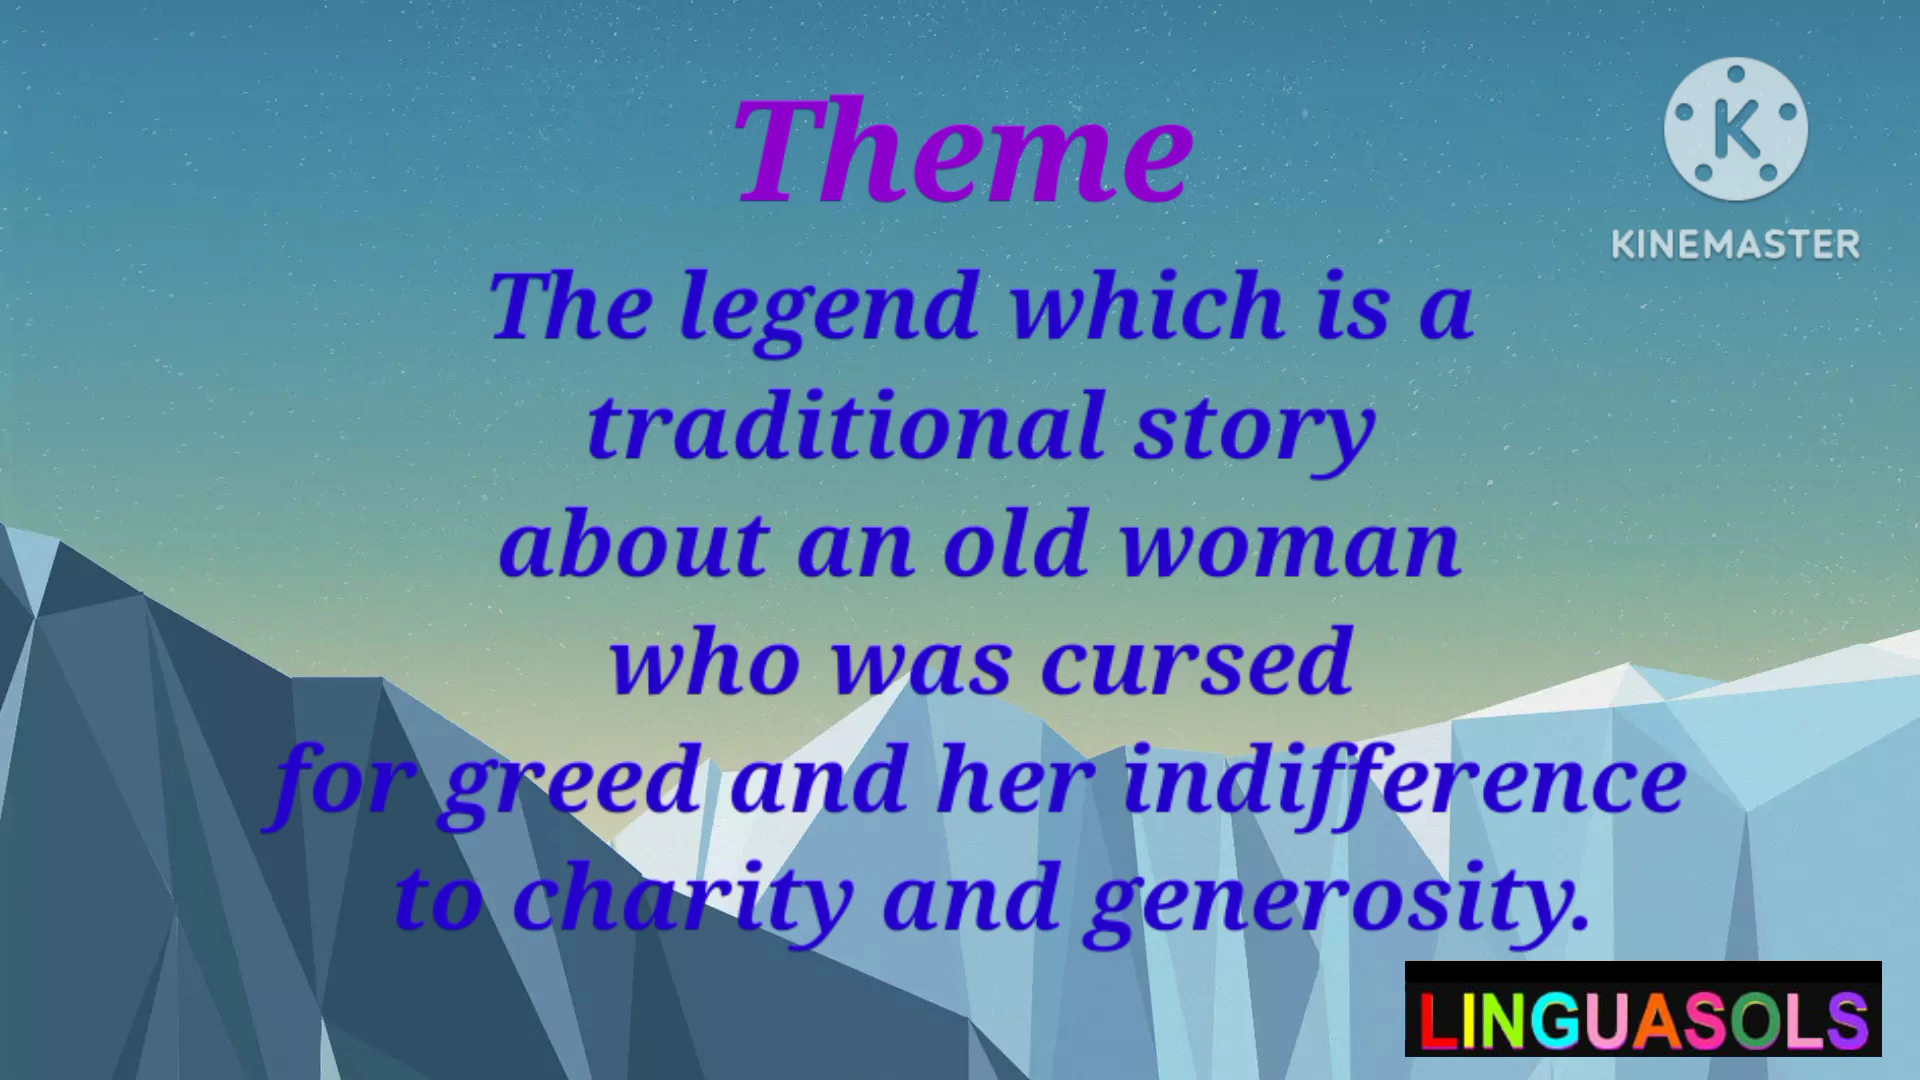 Theme
KINEMASTER
The legend which is a
traditional story
about an old woman
who was cursed
for greed and her indifference
to charity and generosity.
LINGUASOLS